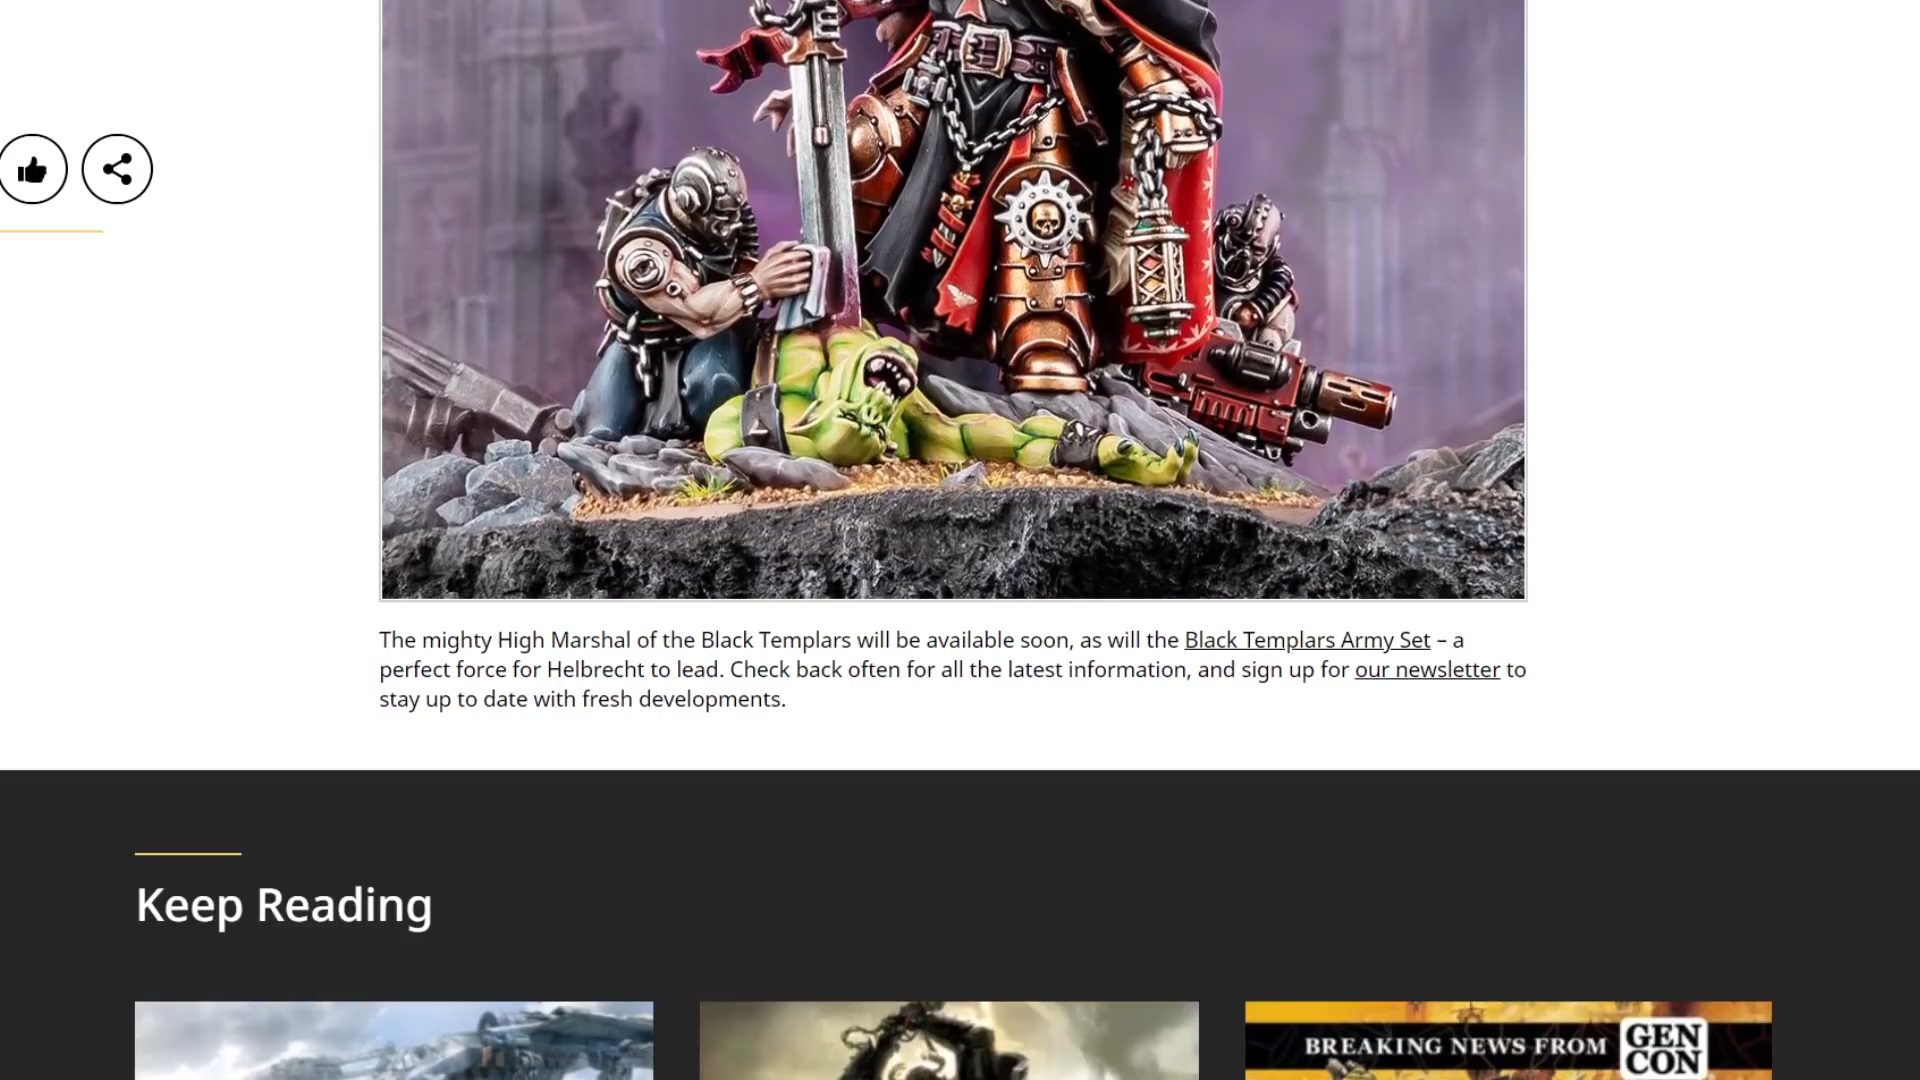 The mighty High Marshal of the Black Templars will be available soon, as will the Black Templars Army Set – a
perfect force for Helbrecht to lead. Check back often for all the latest information, and sign up for our newsletter to
stay up to date with fresh developments.
Keep Reading
BREAKING NEWS FROM GEN
CON